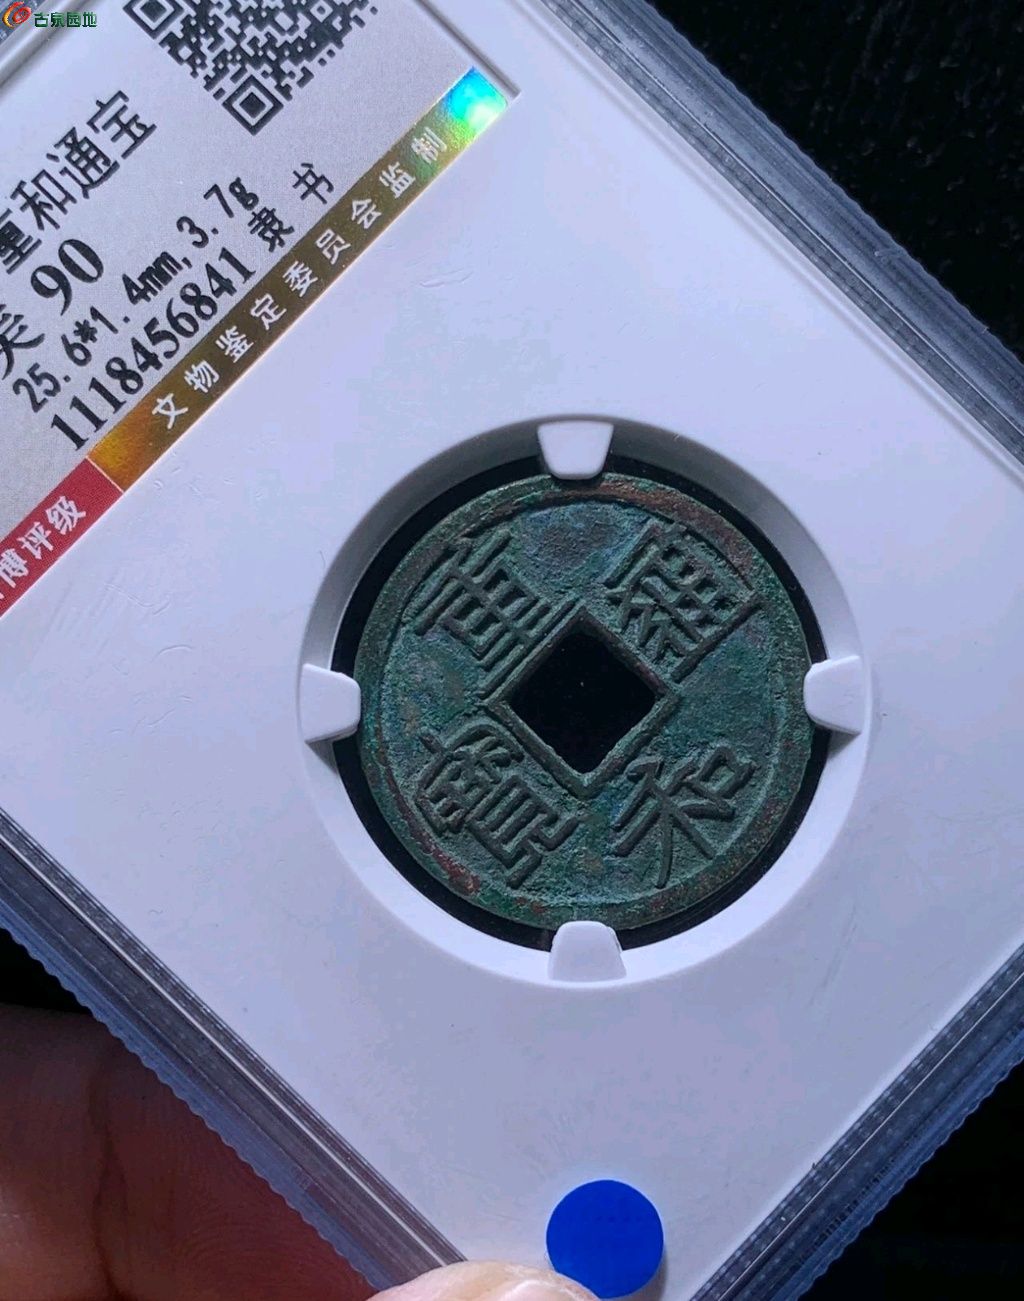 古泉园地
重和通宝
美 90
25.6*1.4mm,3.7g
1118456841 隶书
文物鉴定委员会监制
博评级
重和通寶